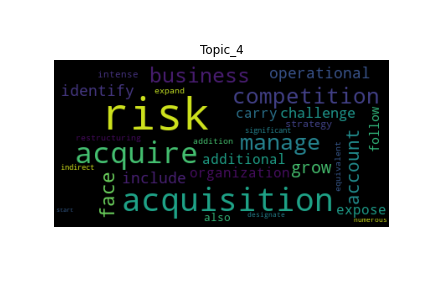 Topic_4
intense business operational
identify expand competition
risk carry challenge
restructuring significant strategy
acquire addition manage follow
indirect additional grow equivalent account
face include organization
acquisition expose
start also designate numerous